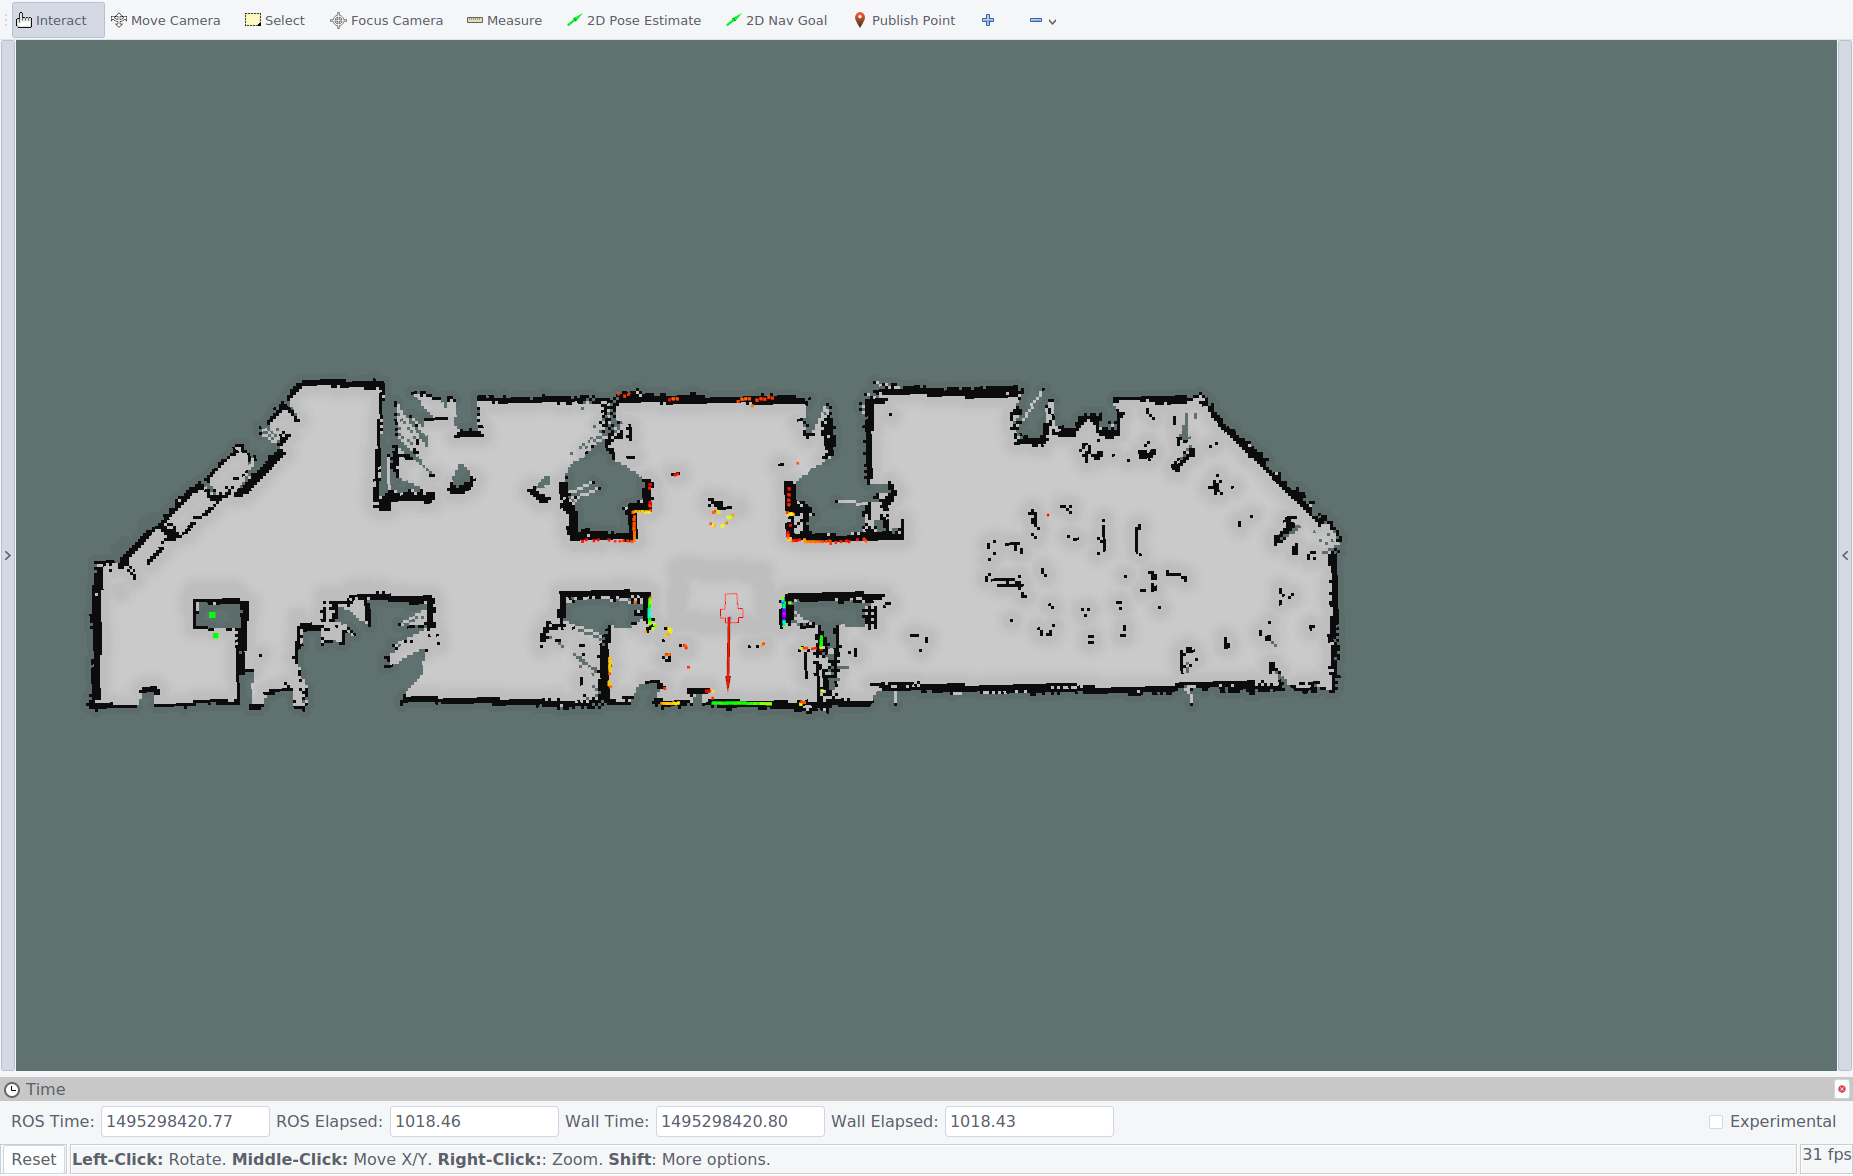 Interact Move Camera Select Focus Camera Measure 2D Pose Estimate 2D Nav Goal Publish Point
Time
ROS Time: 1495298420.77 ROS Elapsed: 1018.46 Wall Time: 1495298420.80 Wall Elapsed: 1018.43 Experimental
Reset Left-Click: Rotate. Middle-Click: Move X/Y. Right-Click:: Zoom. Shift: More options. 31 fps